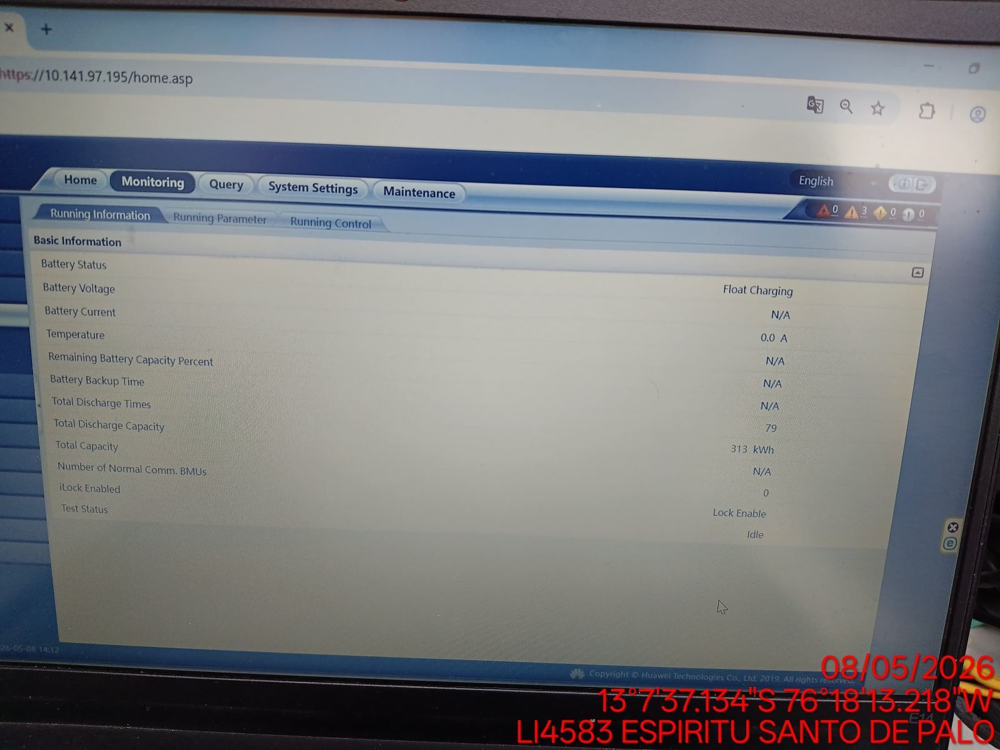 https://10.141.97.195/home.asp
Home Monitoring Query System Settings Maintenance English
0 3 0 0
Running Information Running Parameter Running Control
Basic Information
Battery Status Float Charging
Battery Voltage N/A
Battery Current 0.0 A
Temperature N/A
Remaining Battery Capacity Percent N/A
Battery Backup Time N/A
Total Discharge Times 79
Total Discharge Capacity 313 kWh
Total Capacity N/A
Number of Normal Comm. BMUs 0
iLock Enabled Lock Enable
Test Status Idle
26-05-08 14:12
Copyright © Huawei Technologies Co., Ltd. 2019. All rights reserved.
08/05/2026
13°7'37.134"S 76°18'13.218"W
E14
LI4583 ESPIRITU SANTO DE PALO